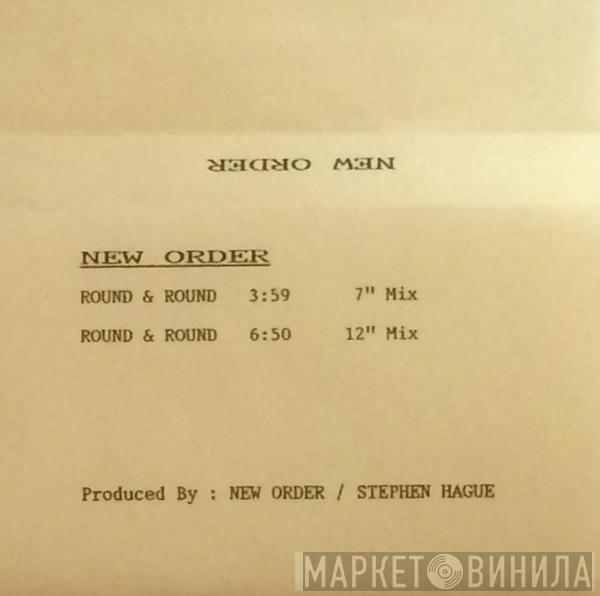 NEW ORDER
NEW ORDER
ROUND & ROUND 3:59 7" Mix
ROUND & ROUND 6:50 12" Mix
Produced By : NEW ORDER / STEPHEN HAGUE
МАРКЕТ ВИНИЛА